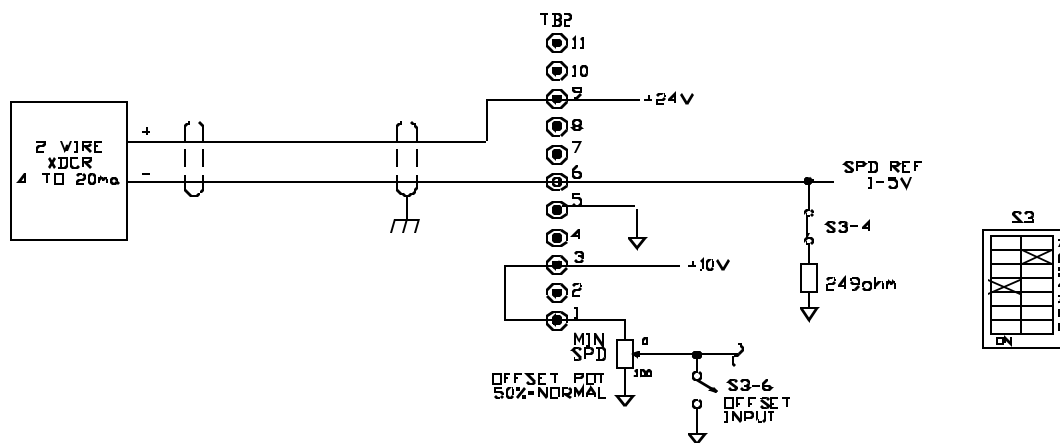 TB2
11
10
9
+24V
8
7
6
5
4
3
+10V
2
1
+
2 WIRE
XDCR
4 TO 20ma
-
SPD REF
1-5V
S3-4
249ohm
S3
ON
MIN
SPD
0
100
OFFSET POT
50%=NORMAL
S3-6
OFFSET
INPUT